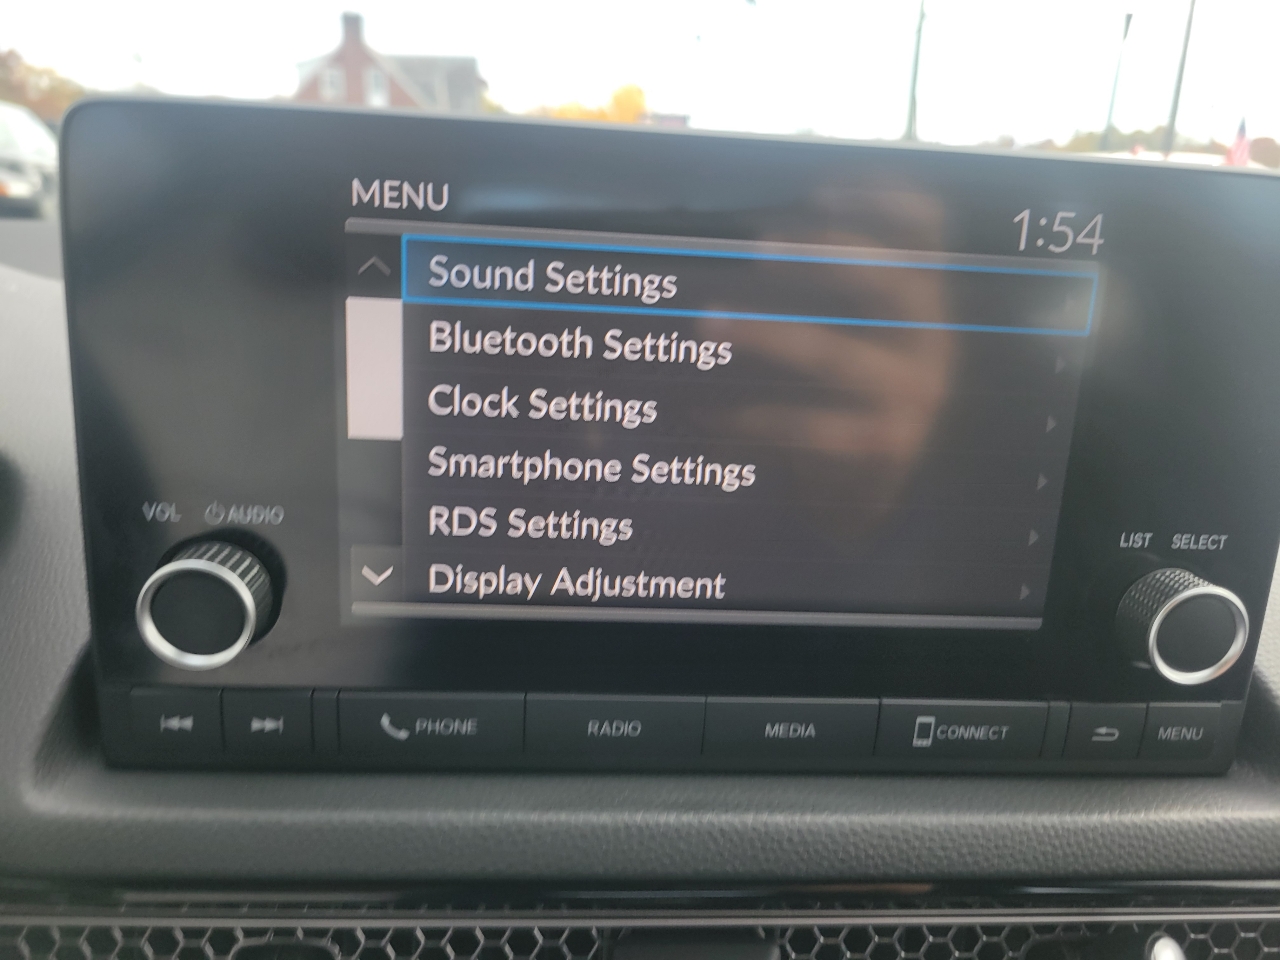 MENU
1:54
Sound Settings
Bluetooth Settings
Clock Settings
Smartphone Settings
RDS Settings
Display Adjustment
VOL AUDIO
LIST SELECT
PHONE
RADIO
MEDIA
CONNECT
MENU